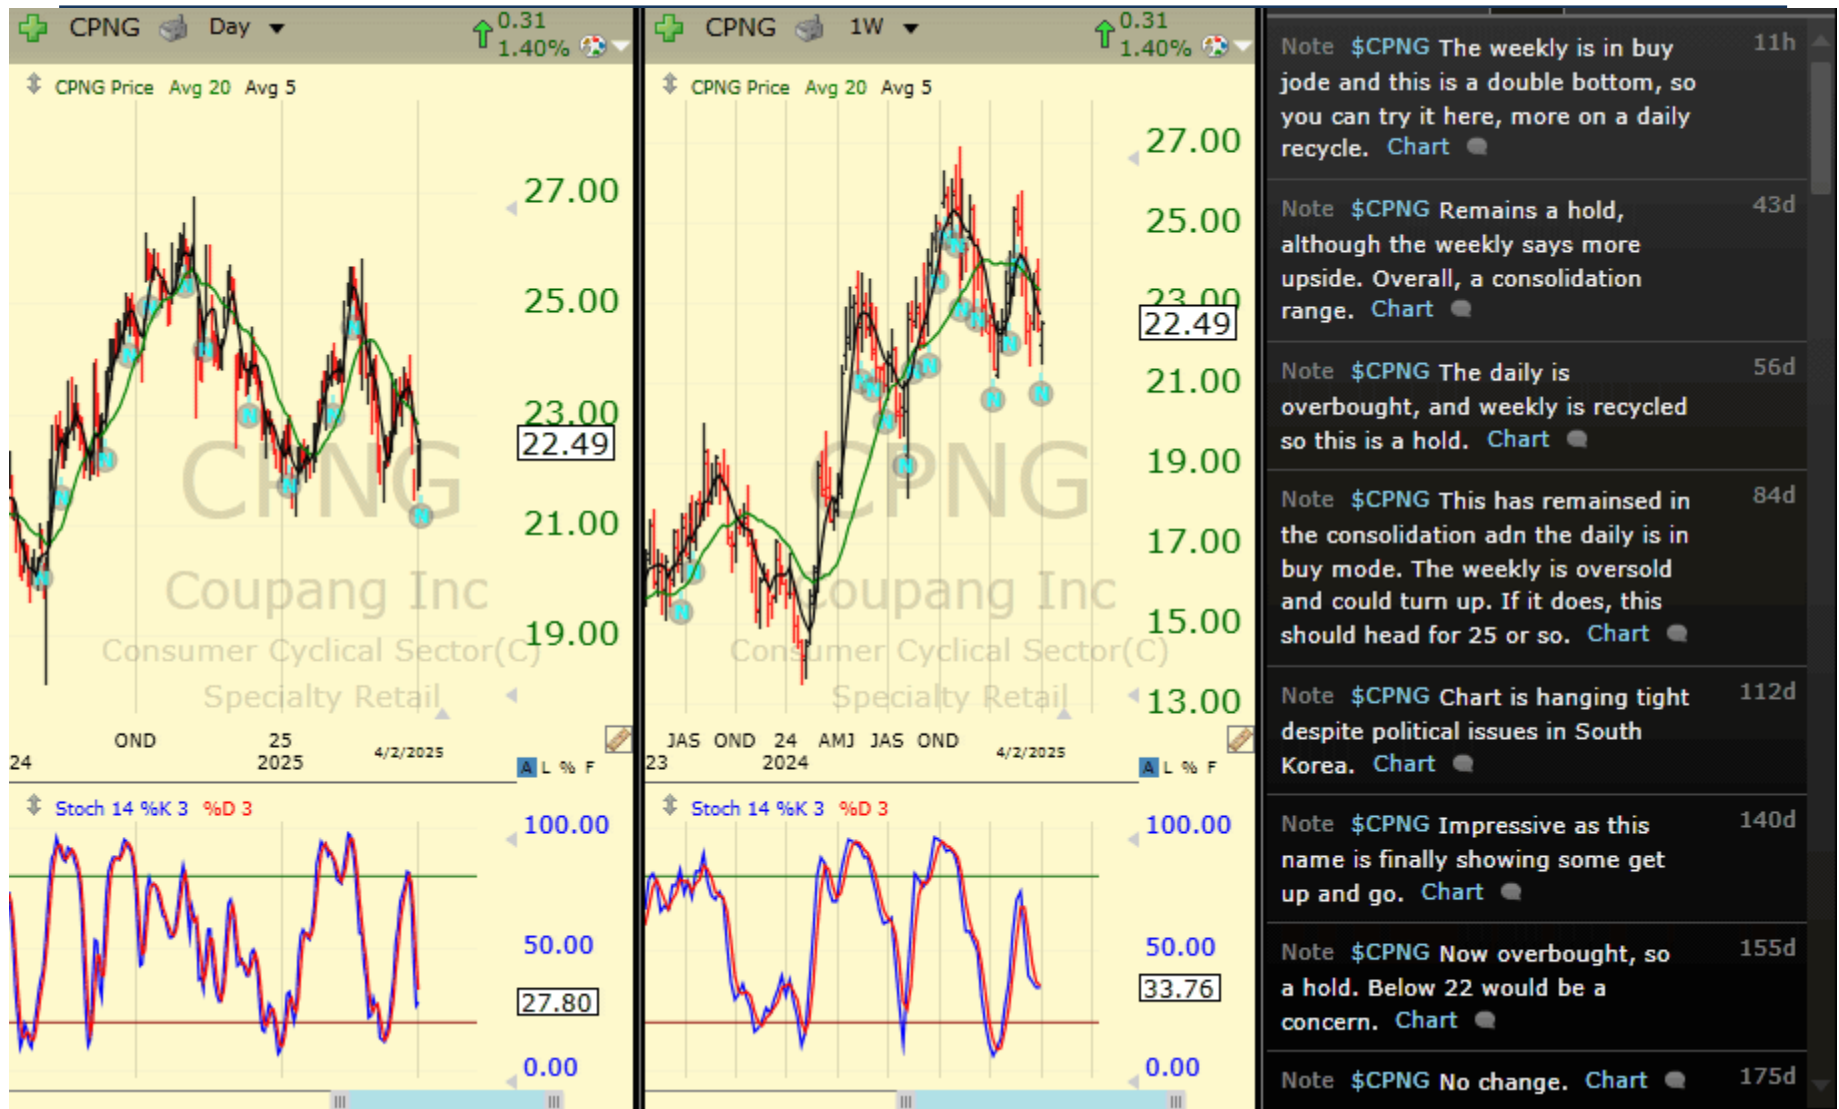 CPNG Day 0.31
1.40%
CPNG Price Avg 20 Avg 5
27.00
25.00
23.00
22.49
21.00
19.00
CPNG
Coupang Inc
Consumer Cyclical Sector(C)
Specialty Retail
OND 25
24 2025 4/2/2025
A L % F
Stoch 14 %K 3 %D 3
100.00
50.00
27.80
0.00
CPNG 1W 0.31
1.40%
CPNG Price Avg 20 Avg 5
27.00
25.00
23.00
22.49
21.00
19.00
17.00
15.00
13.00
CPNG
Coupang Inc
Consumer Cyclical Sector(C)
Specialty Retail
JAS OND 24 AMJ JAS OND
23 2024 4/2/2025
A L % F
Stoch 14 %K 3 %D 3
100.00
50.00
33.76
0.00
Note $CPNG The weekly is in buy 11h
jode and this is a double bottom, so
you can try it here, more on a daily
recycle. Chart
Note $CPNG Remains a hold, 43d
although the weekly says more
upside. Overall, a consolidation
range. Chart
Note $CPNG The daily is 56d
overbought, and weekly is recycled
so this is a hold. Chart
Note $CPNG This has remainsed in 84d
the consolidation adn the daily is in
buy mode. The weekly is oversold
and could turn up. If it does, this
should head for 25 or so. Chart
Note $CPNG Chart is hanging tight 112d
despite political issues in South
Korea. Chart
Note $CPNG Impressive as this 140d
name is finally showing some get
up and go. Chart
Note $CPNG Now overbought, so 155d
a hold. Below 22 would be a
concern. Chart
Note $CPNG No change. Chart 175d